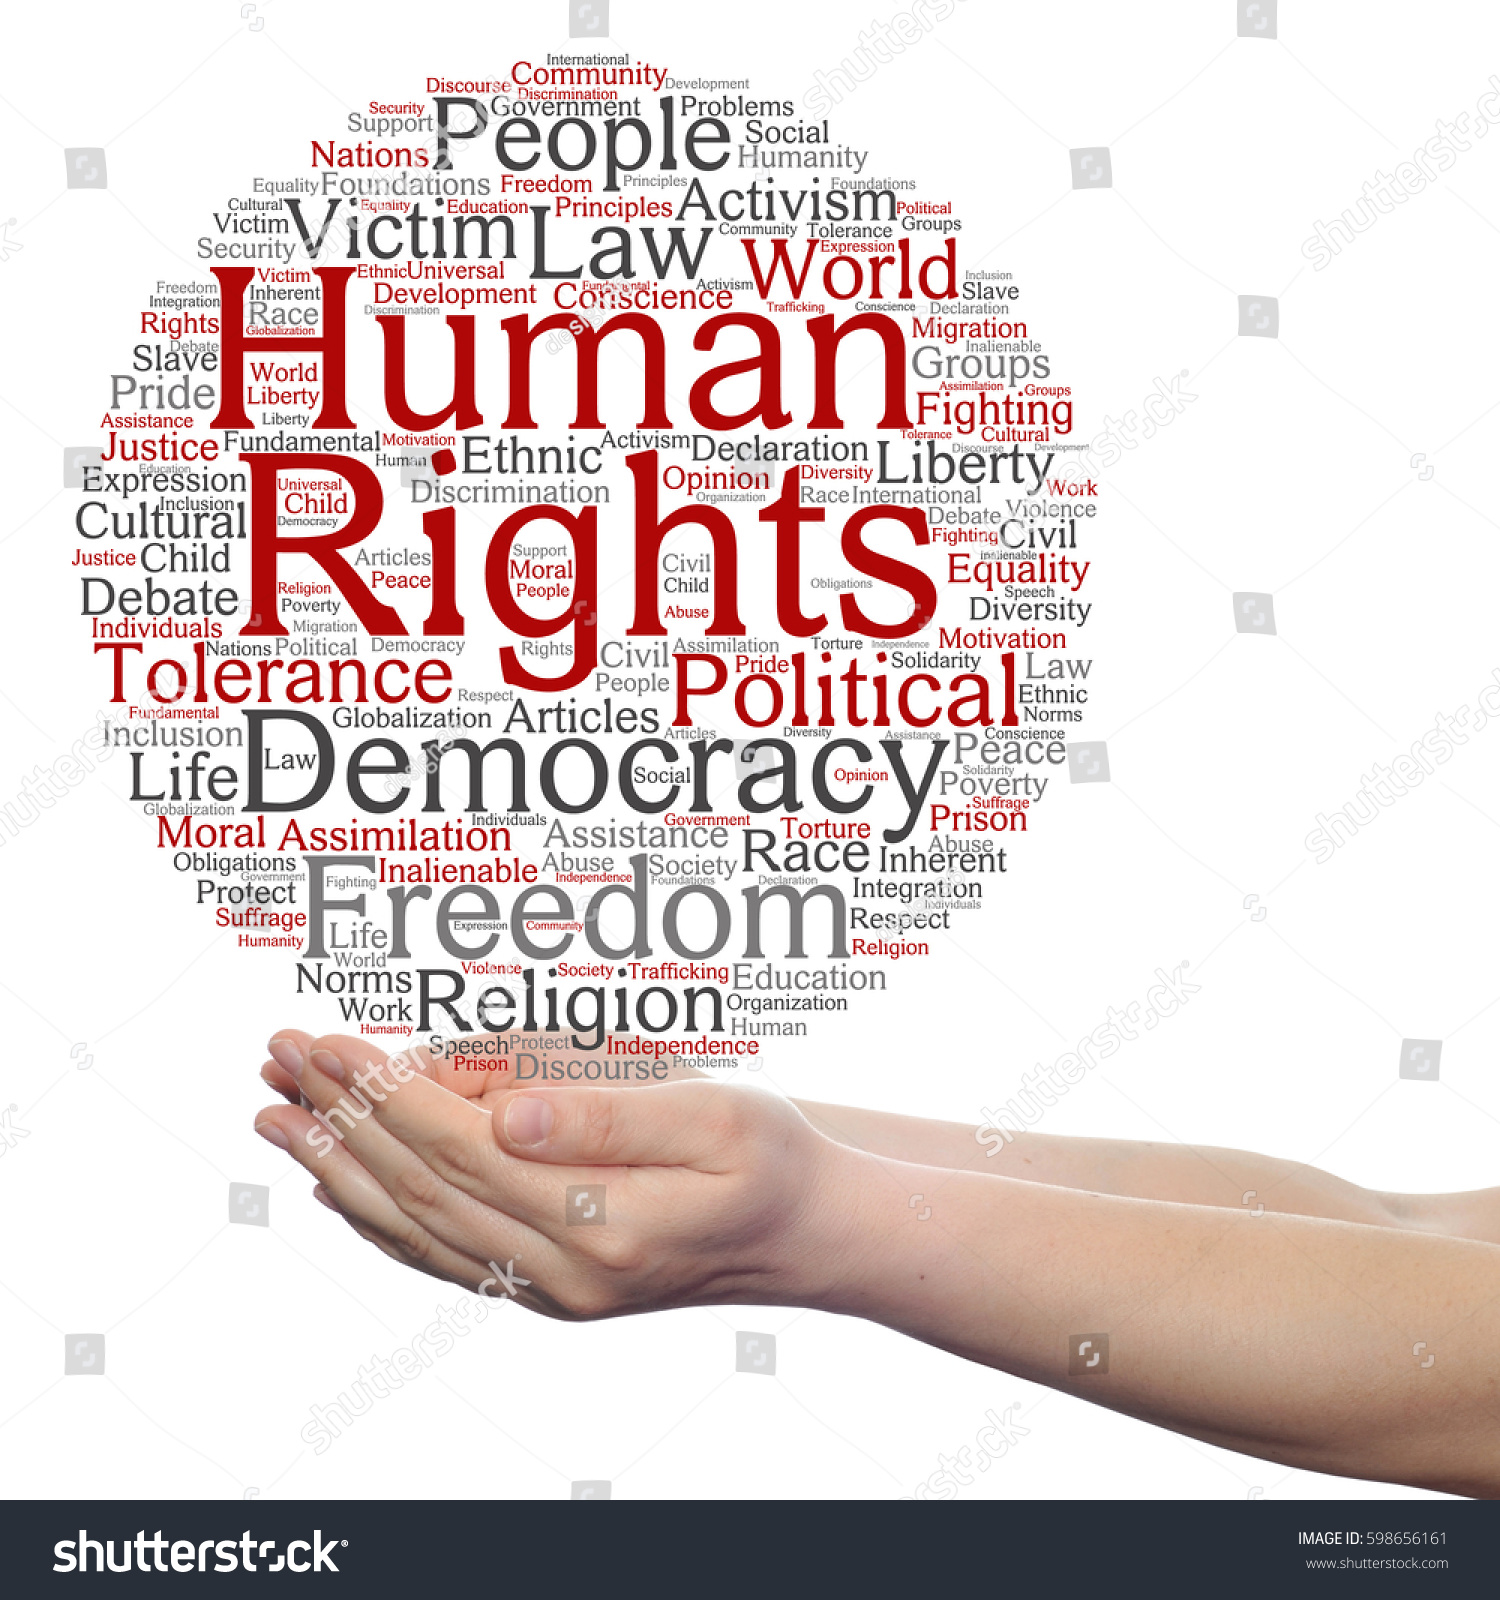 International
Community Development
Discourse Discrimination
Security Government Problems
Support People Social
Nations Humanity
Equality Foundations Freedom Principles Foundations
Cultural Equality Education Principles Activism Political
Victim Victim Law Community Tolerance Groups
Security World Expression
Victim Ethnic Universal Fundamental Activism Inclusion
Freedom Inherent Development Conscience Slave
Integration Race Discrimination Trafficking Conscience Declaration
Rights Globalization Human Migration
Debate Inalienable
Slave World Groups
Pride Liberty Assimilation Groups
Assistance Liberty Fighting
Justice Fundamental Motivation Ethnic Activism Declaration Tolerance Cultural
Education Human Liberty Discourse Development
Expression Universal Discrimination Opinion Diversity Work
Inclusion Child Organization Race International
Cultural Democracy Rights Debate Violence
Justice Child Articles Support Civil Fighting Civil
Peace Moral Child Obligations Inalienable Equality
Debate Religion People Speech
Poverty Abuse Diversity
Individuals Migration Motivation
Nations Political Democracy Rights Civil Assimilation Torture Independence
Tolerance People Pride Solidarity Law
Respect Political Ethnic
Fundamental Globalization Articles Norms
Inclusion Articles Diversity Assistance Conscience
Life Law Democracy Social Opinion Peace
Solidarity Poverty
Globalization Individuals Government Suffrage
Moral Assimilation Assistance Torture Prison
Obligations Inalienable Abuse Society Race Abuse Inherent
Government Fighting Independence Foundations Declaration Integration
Protect Freedom Individuals
Suffrage Life Expression Community Respect
Humanity Religion
World Violence Society Trafficking Education
Norms Religion Organization
Work Human
Humanity Speech Protect Independence
Prison Discourse Problems
shutterstock
IMAGE ID: 598656161
www.shutterstock.com